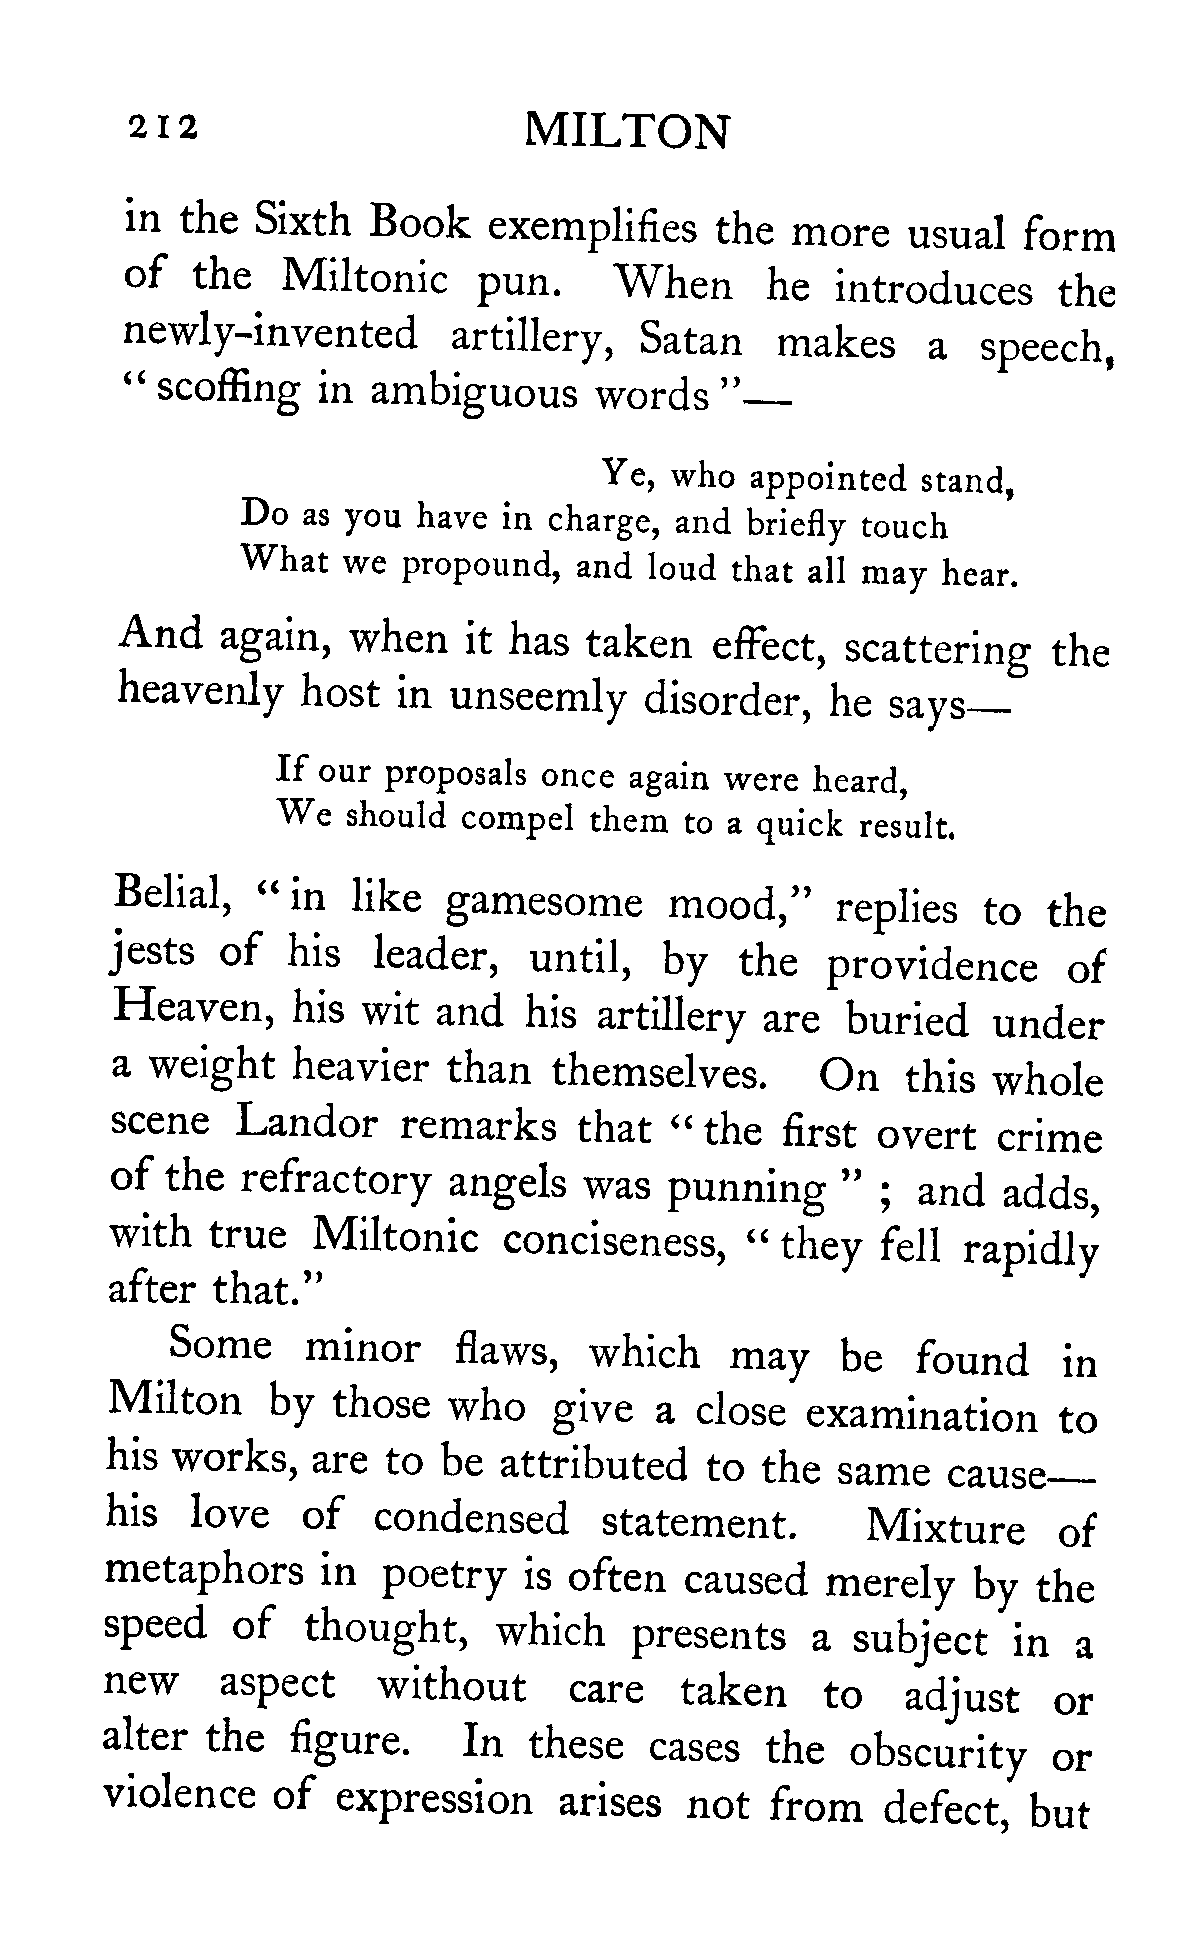 212 MILTON
in the Sixth Book exemplifies the more usual form
of the Miltonic pun. When he introduces the
newly-invented artillery, Satan makes a speech,
“ scoffing in ambiguous words ”—
Ye, who appointed stand,
Do as you have in charge, and briefly touch
What we propound, and loud that all may hear.
And again, when it has taken effect, scattering the
heavenly host in unseemly disorder, he says—
If our proposals once again were heard,
We should compel them to a quick result.
Belial, “ in like gamesome mood,” replies to the
jests of his leader, until, by the providence of
Heaven, his wit and his artillery are buried under
a weight heavier than themselves. On this whole
scene Landor remarks that “ the first overt crime
of the refractory angels was punning ” ; and adds,
with true Miltonic conciseness, “ they fell rapidly
after that.”
Some minor flaws, which may be found in
Milton by those who give a close examination to
his works, are to be attributed to the same cause—
his love of condensed statement. Mixture of
metaphors in poetry is often caused merely by the
speed of thought, which presents a subject in a
new aspect without care taken to adjust or
alter the figure. In these cases the obscurity or
violence of expression arises not from defect, but